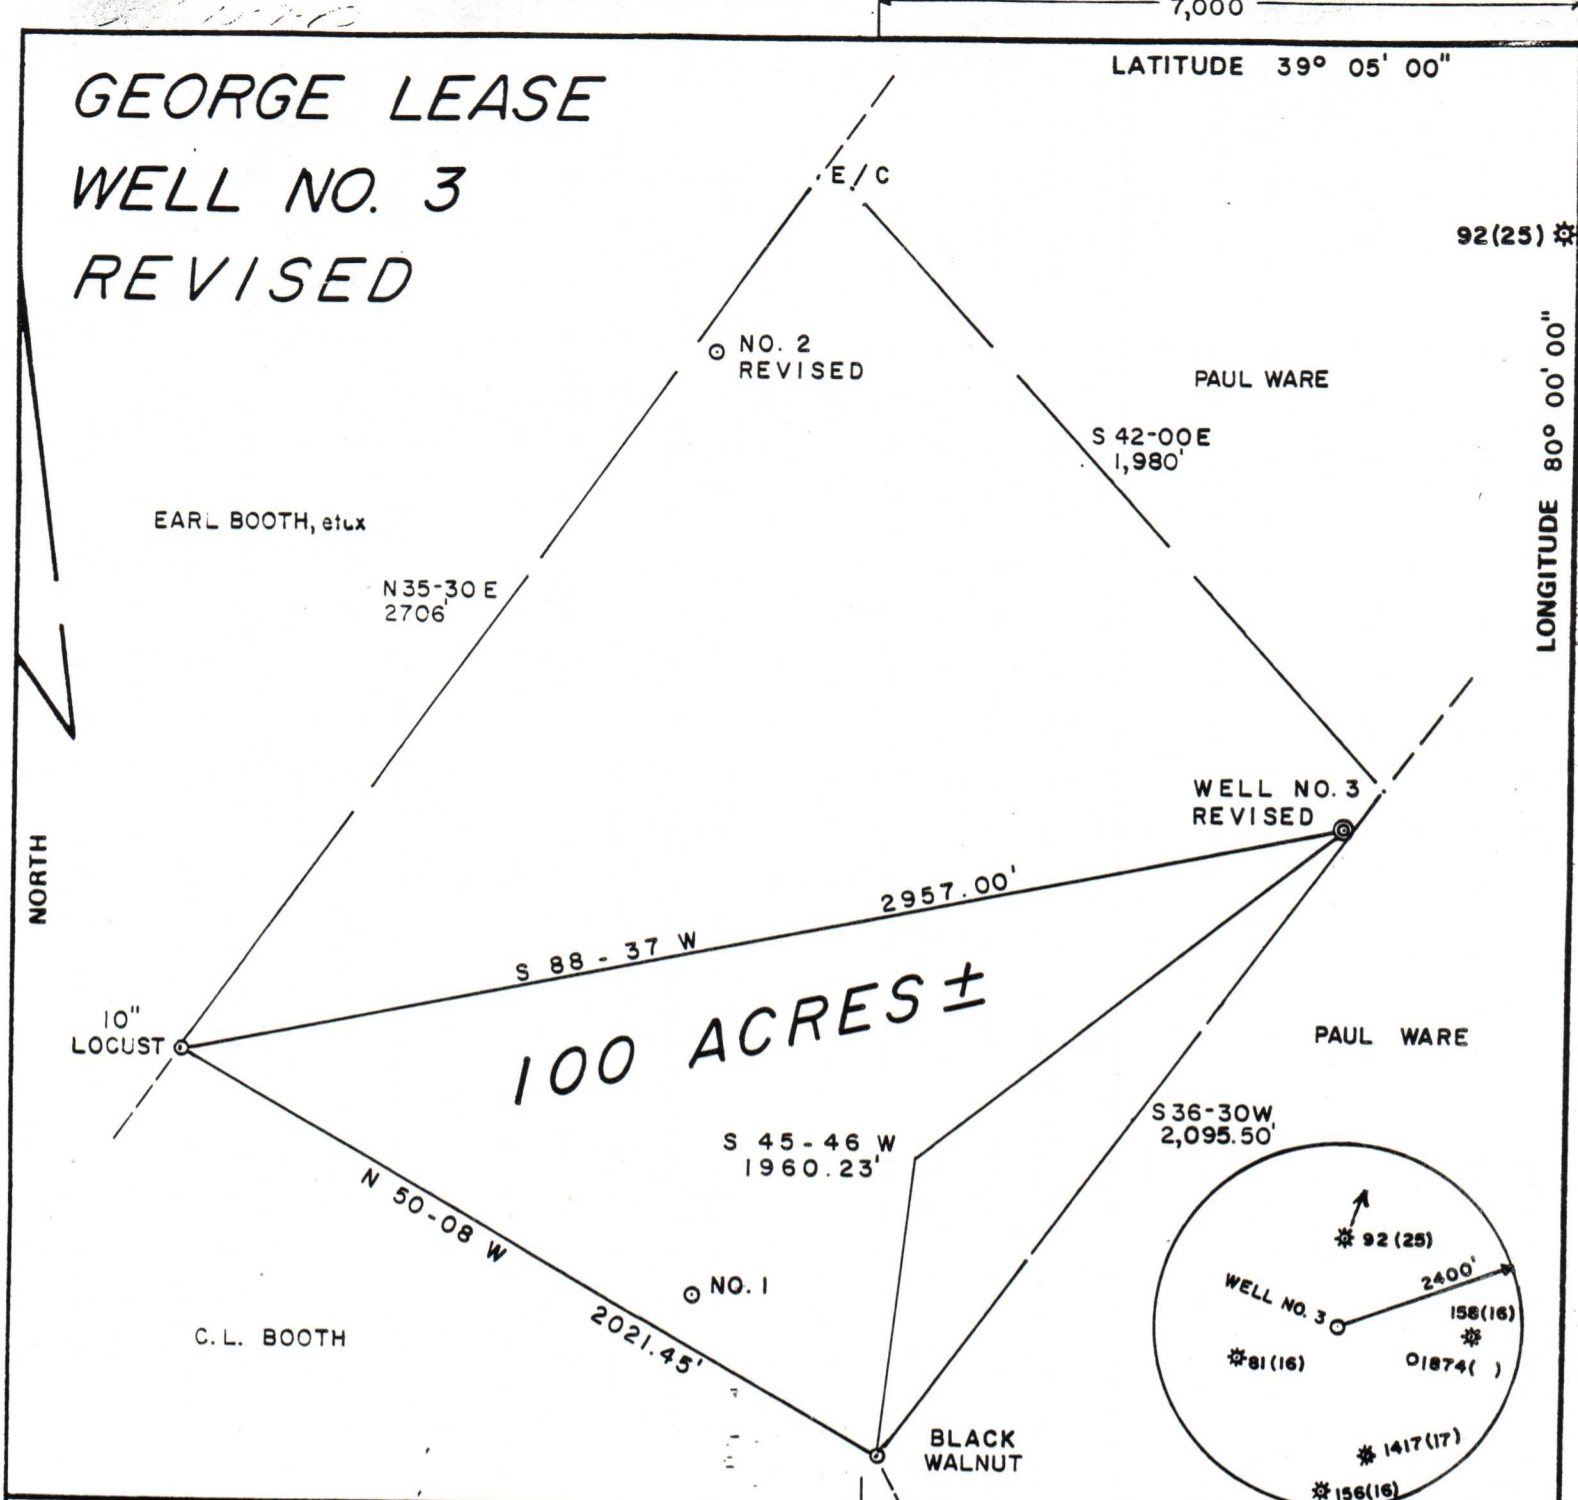 7,000
LATITUDE 39° 05' 00"
GEORGE LEASE
WELL NO. 3
REVISED
E/C
92(25)
NO. 2
REVISED
PAUL WARE
LONGITUDE 80° 00' 00"
S 42-00E
1,980'
EARL BOOTH, etux
N35-30E
2706'
WELL NO. 3
REVISED
NORTH
2957.00'
S 88-37 W
100 ACRES ±
10"
LOCUST
PAUL WARE
S36-30W
2,095.50'
S 45-46 W
1960.23'
N 50-08 W
2021.45'
NO. 1
C.L. BOOTH
92(25)
2400'
WELL NO. 3
158(16)
81(16)
1874( )
1417(17)
156(16)
BLACK
WALNUT